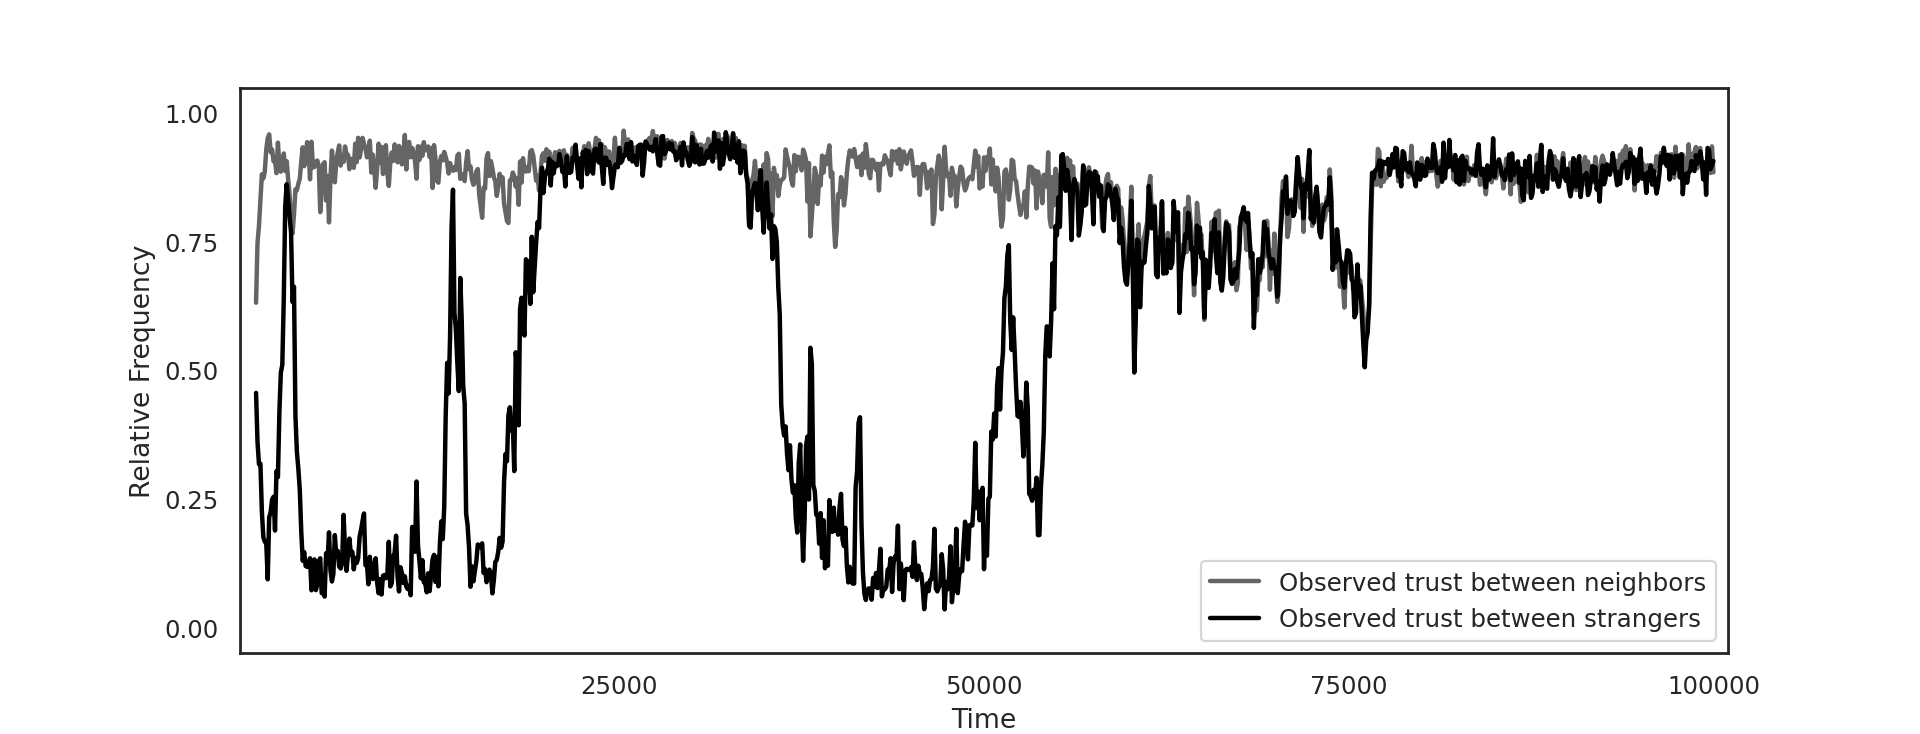 1.00
0.75
0.50
0.25
0.00
Relative Frequency
25000
50000
75000
100000
Time
Observed trust between neighbors
Observed trust between strangers